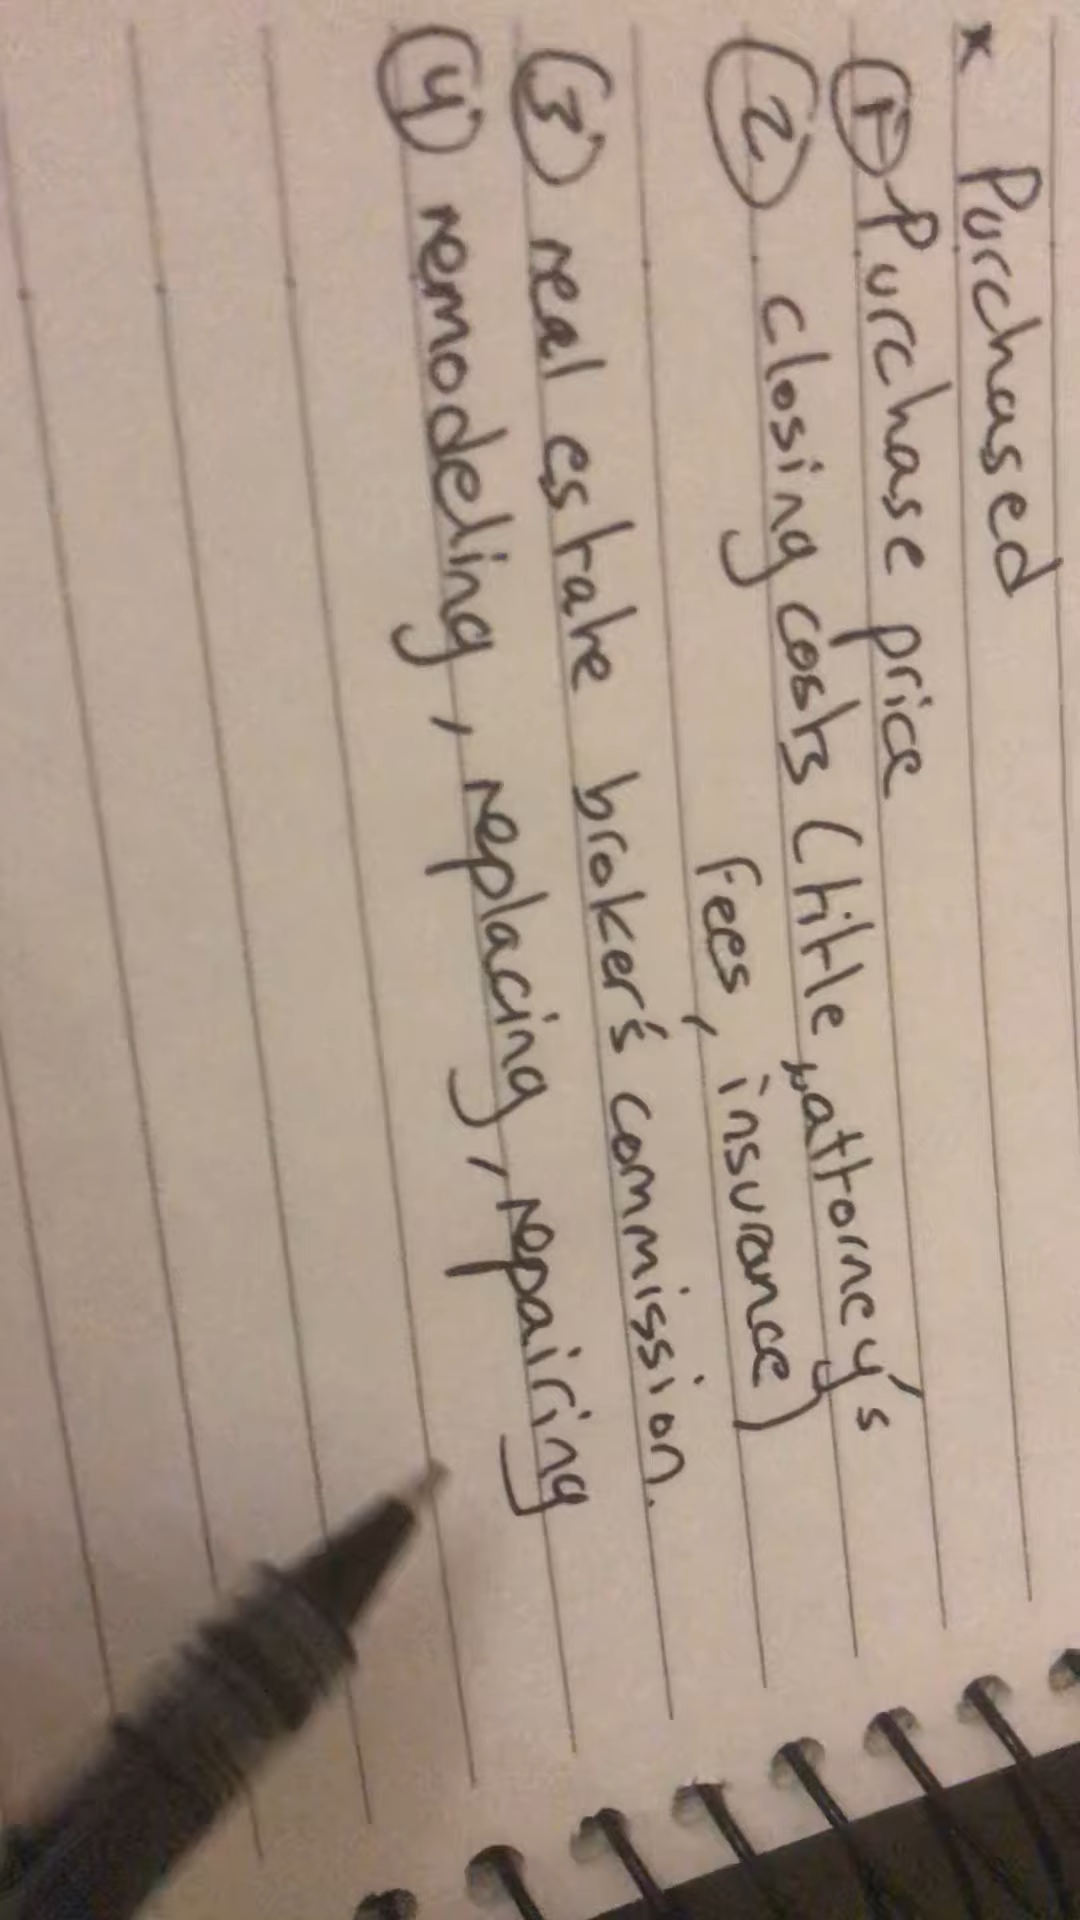 x Purchased
① Purchase price
② closing costs (title, attorney's
fees, insurance)
③ real estate broker's commission.
④ remodeling, replacing, repairing